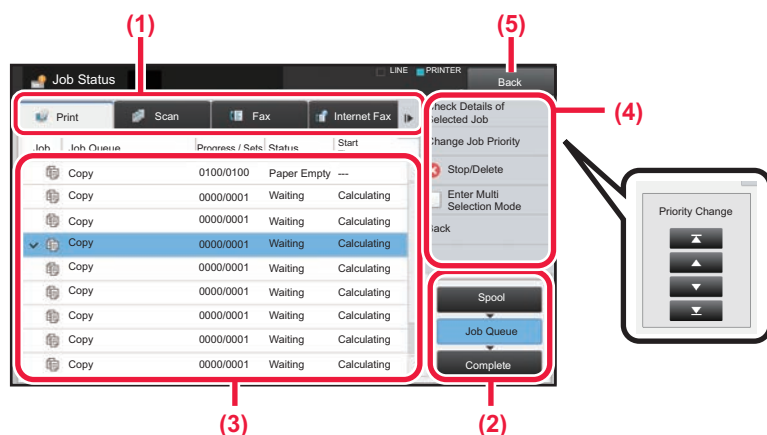 (1)
(5)
LINE PRINTER
Job Status
Back
Print Scan Fax Internet Fax
Check Details of
Selected Job
(4)
Job Job Queue Progress / Sets Status Start
Change Job Priority
Copy 0100/0100 Paper Empty ---
Stop/Delete
Copy 0000/0001 Waiting Calculating
Enter Multi
Selection Mode
Copy 0000/0001 Waiting Calculating
Back
Copy 0000/0001 Waiting Calculating
Copy 0000/0001 Waiting Calculating
Copy 0000/0001 Waiting Calculating
Copy 0000/0001 Waiting Calculating
Copy 0000/0001 Waiting Calculating
Copy 0000/0001 Waiting Calculating
Priority Change
Spool
Job Queue
Complete
(3)
(2)